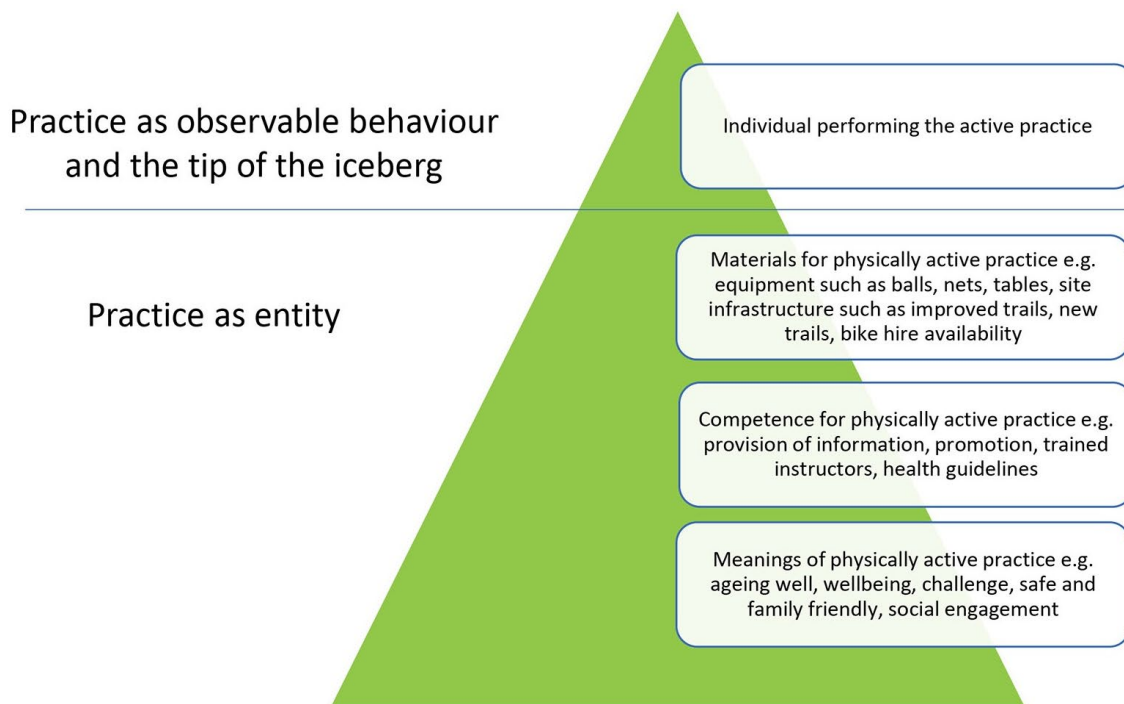 Practice as observable behaviour
and the tip of the iceberg
Individual performing the active practice
Practice as entity
Materials for physically active practice e.g.
equipment such as balls, nets, tables, site
infrastructure such as improved trails, new
trails, bike hire availability
Competence for physically active practice e.g.
provision of information, promotion, trained
instructors, health guidelines
Meanings of physically active practice e.g.
ageing well, wellbeing, challenge, safe and
family friendly, social engagement